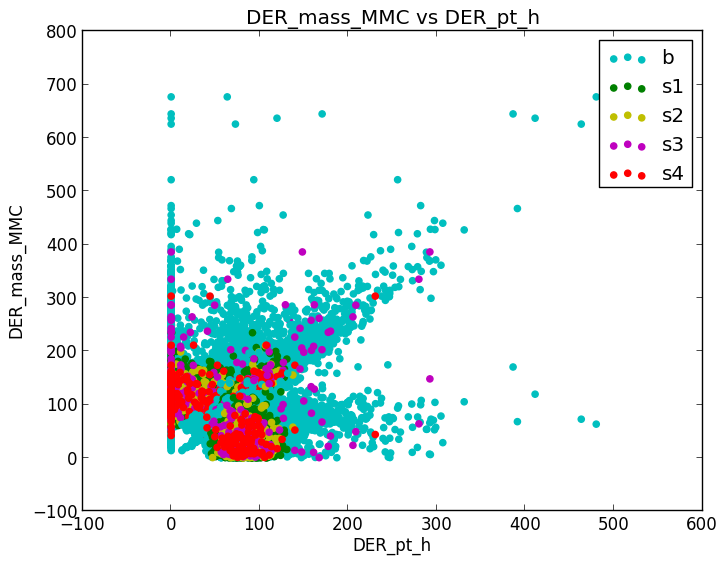 DER_mass_MMC vs DER_pt_h
800
700
600
500
400
300
200
100
0
−100
−100 0 100 200 300 400 500 600
DER_mass_MMC
DER_pt_h
b
s1
s2
s3
s4